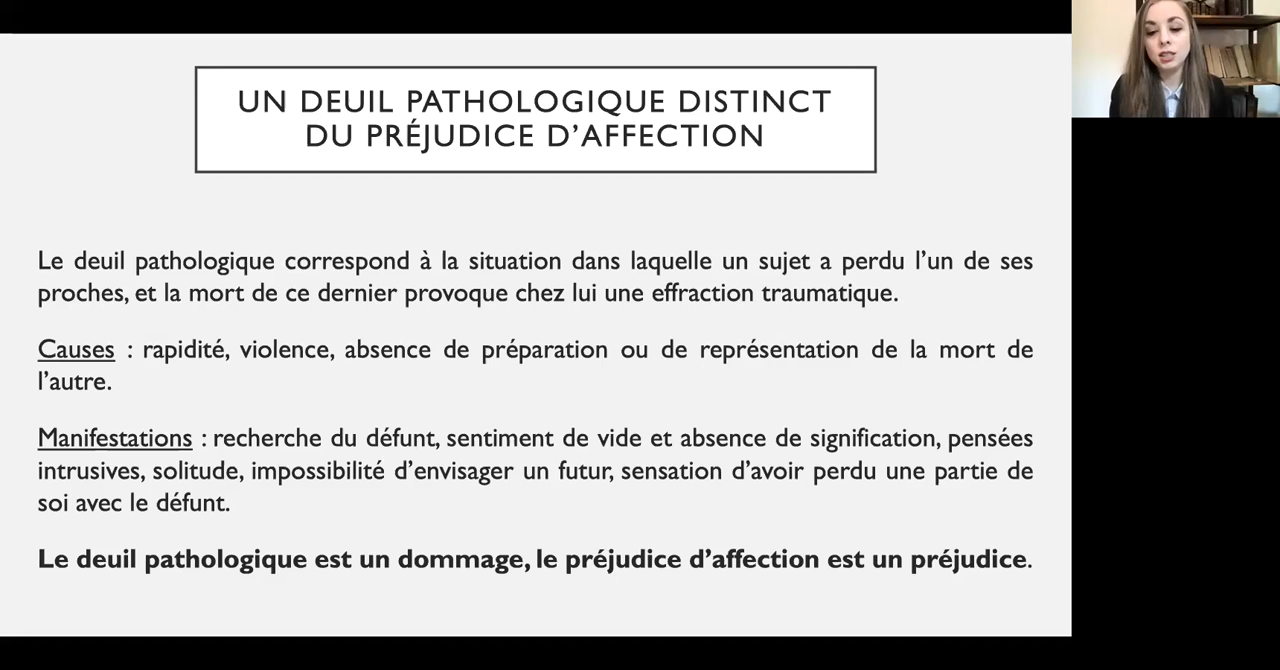 UN DEUIL PATHOLOGIQUE DISTINCT
DU PRÉJUDICE D’AFFECTION
Le deuil pathologique correspond à la situation dans laquelle un sujet a perdu l’un de ses
proches, et la mort de ce dernier provoque chez lui une effraction traumatique.
Causes : rapidité, violence, absence de préparation ou de représentation de la mort de
l’autre.
Manifestations : recherche du défunt, sentiment de vide et absence de signification, pensées
intrusives, solitude, impossibilité d’envisager un futur, sensation d’avoir perdu une partie de
soi avec le défunt.
Le deuil pathologique est un dommage, le préjudice d’affection est un préjudice.